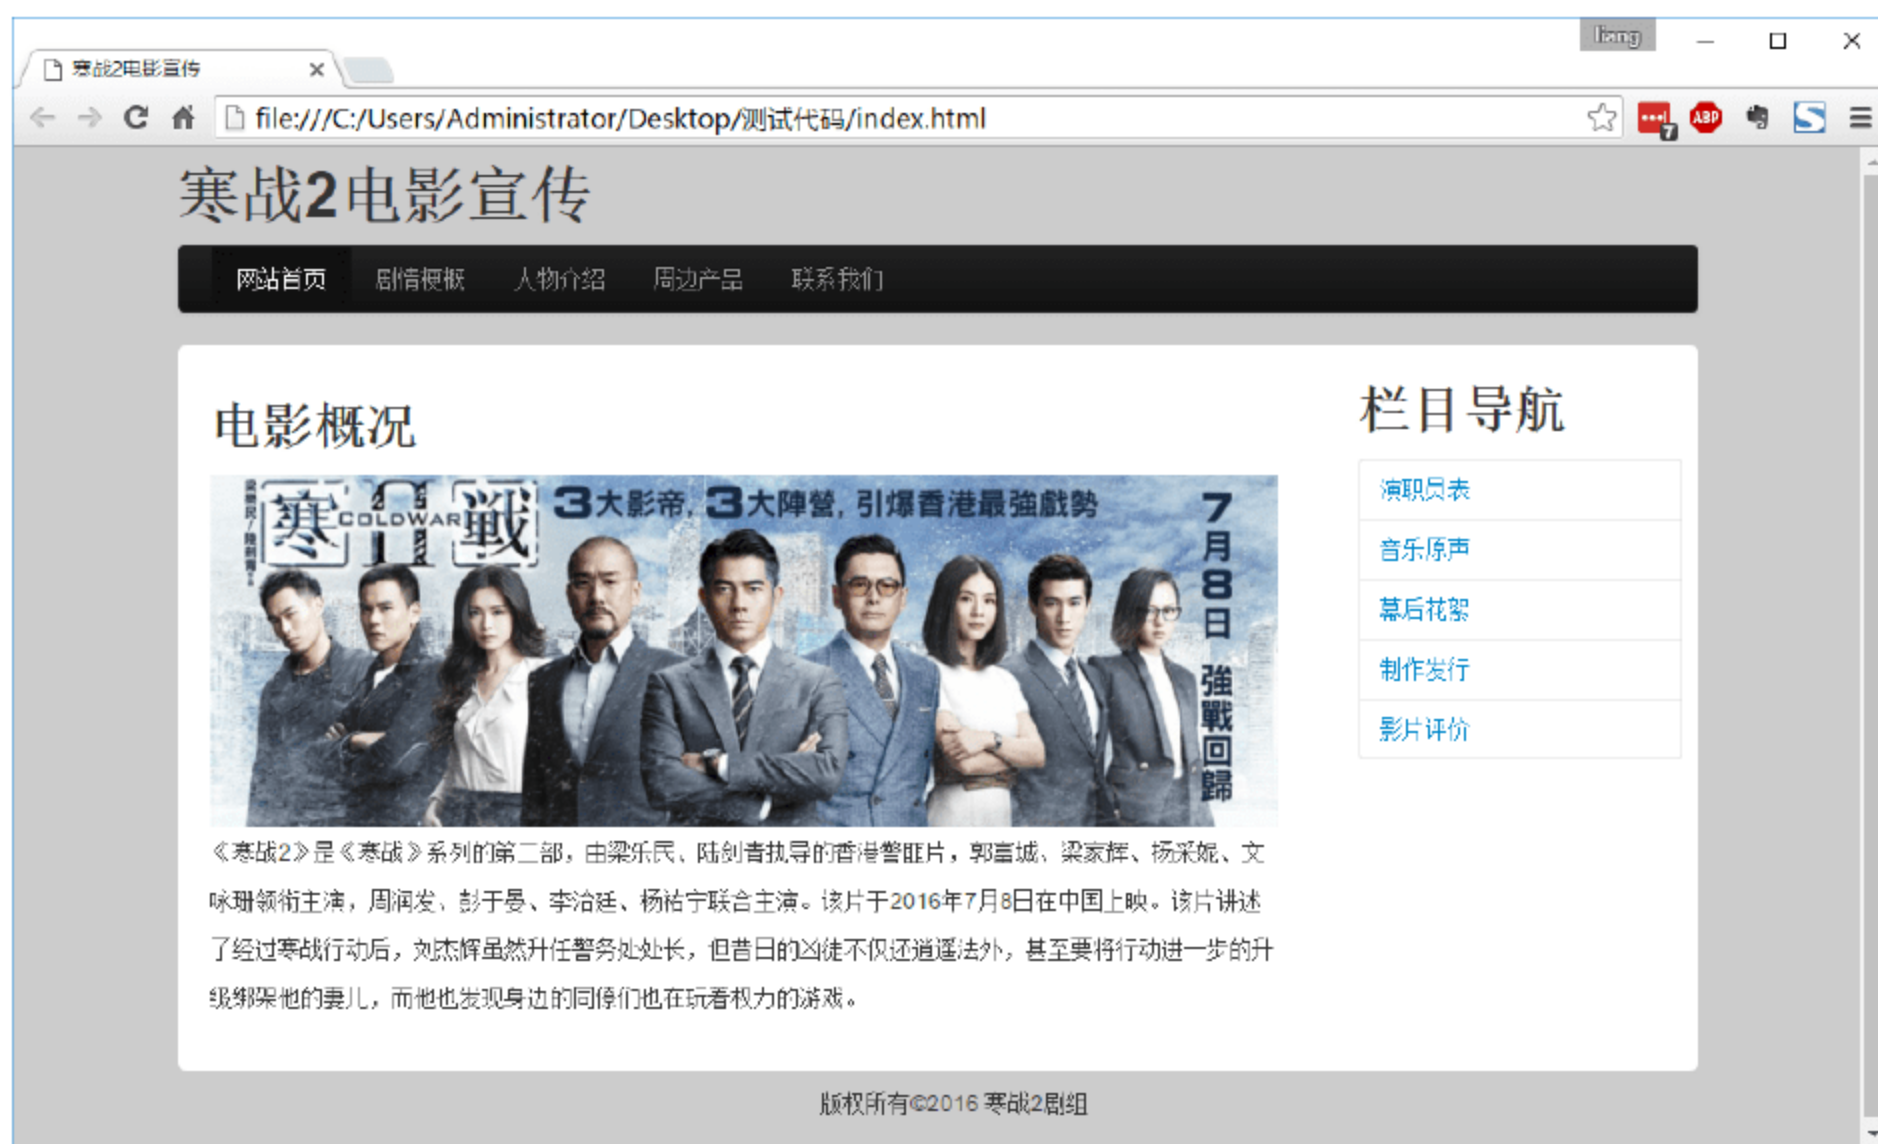 liang
寒战2电影宣传
file:///C:/Users/Administrator/Desktop/测试代码/index.html
7
ABP
寒战2电影宣传
网站首页 剧情梗概 人物介绍 周边产品 联系我们
电影概况
寒 II 戦
COLDWAR
3大影帝, 3大陣營, 引爆香港最強戲勢
7月8日 強戰回歸
《寒战2》是《寒战》系列的第二部，由梁乐民、陆剑青执导的香港警匪片，郭富城、梁家辉、杨采妮、文
咏珊领衔主演，周润发、彭于晏、李治廷、杨祐宁联合主演。该片于2016年7月8日在中国上映。该片讲述
了经过寒战行动后，刘杰辉虽然升任警务处处长，但昔日的凶徒不仅还逍遥法外，甚至要将行动进一步的升
级绑架他的妻儿，而他也发现身边的同僚们也在玩着权力的游戏。
栏目导航
演职员表
音乐原声
幕后花絮
制作发行
影片评价
版权所有©2016 寒战2剧组